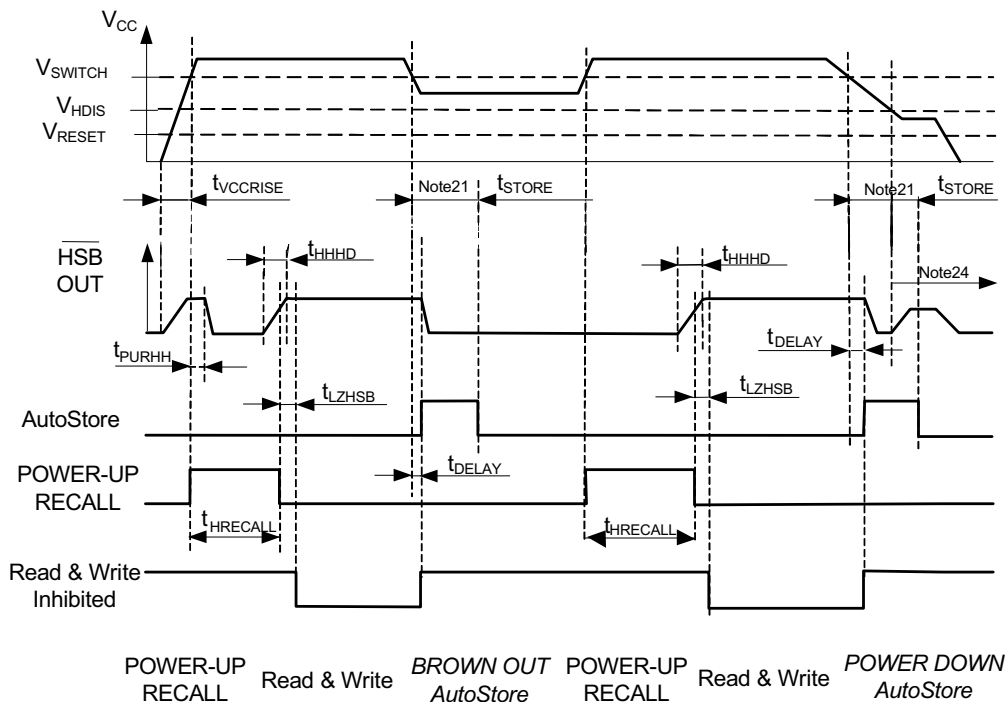 VCC
VSWITCH
VHDIS
VRESET
tVCCRISE
Note21
tSTORE
Note21
tSTORE
HSB
OUT
tHHHD
tHHHD
Note24
tPURHH
tDELAY
tLZHSB
tLZHSB
AutoStore
POWER-UP
RECALL
tDELAY
tHRECALL
tHRECALL
Read & Write
Inhibited
POWER-UP
RECALL
Read & Write
BROWN OUT
AutoStore
POWER-UP
RECALL
Read & Write
POWER DOWN
AutoStore